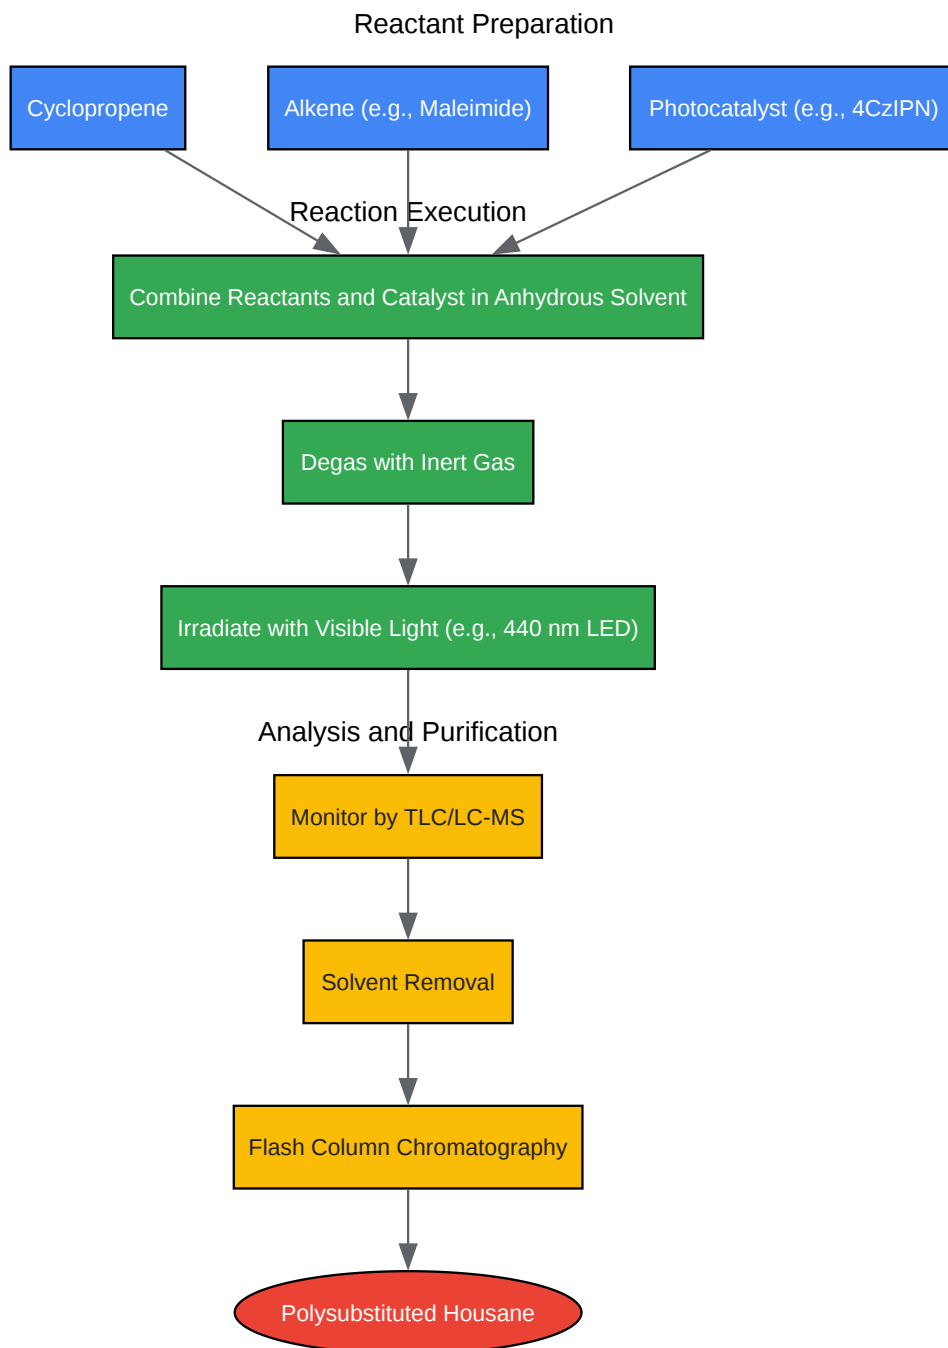 Reactant Preparation
Cyclopropene
Alkene (e.g., Maleimide)
Photocatalyst (e.g., 4CzIPN)
Reaction Execution
Combine Reactants and Catalyst in Anhydrous Solvent
Degas with Inert Gas
Irradiate with Visible Light (e.g., 440 nm LED)
Analysis and Purification
Monitor by TLC/LC-MS
Solvent Removal
Flash Column Chromatography
Polysubstituted Housane